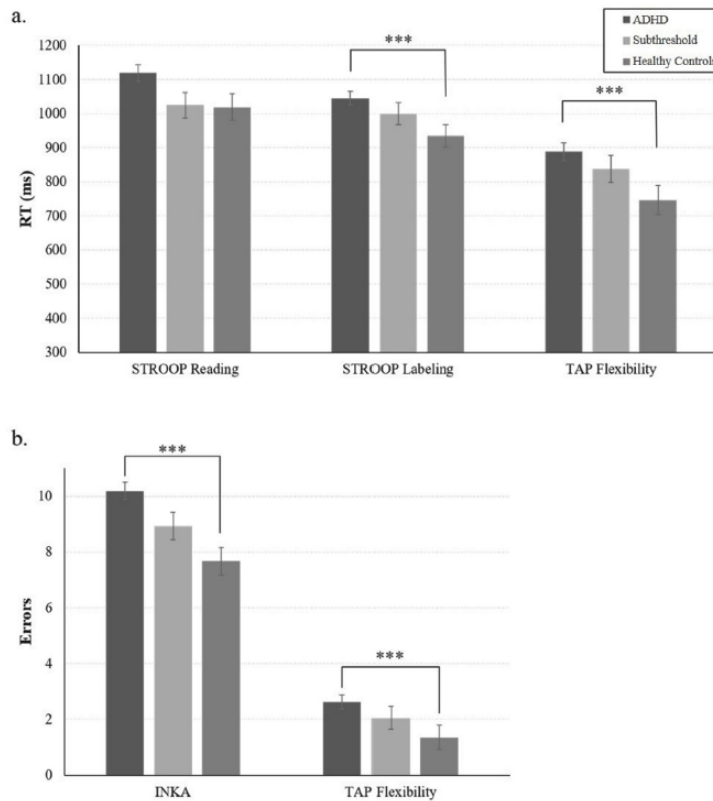 a.
ADHD
Subthreshold
Healthy Controls
1200
1100
1000
900
800
700
600
500
400
300
RT (ms)
***
***
STROOP Reading
STROOP Labeling
TAP Flexibility
b.
10
8
6
4
2
0
Errors
***
***
INKA
TAP Flexibility